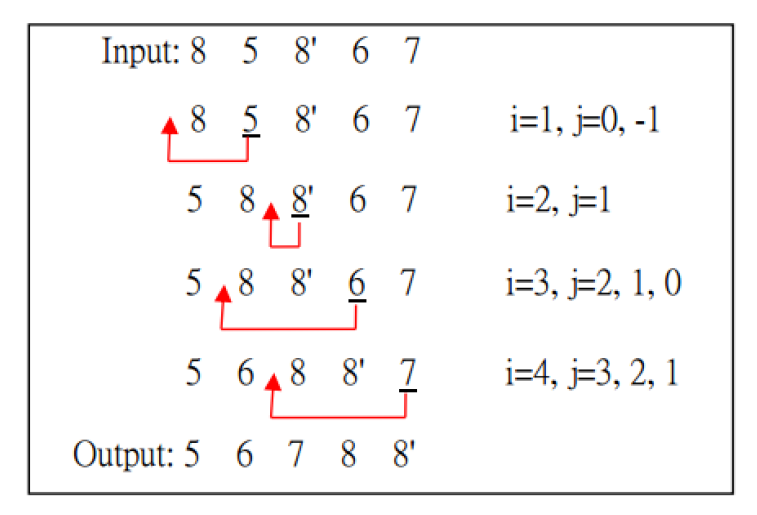 Input: 8 5 8' 6 7
8 5 8' 6 7 i=1, j=0, -1
5 8 8' 6 7 i=2, j=1
5 8 8' 6 7 i=3, j=2, 1, 0
5 6 8 8' 7 i=4, j=3, 2, 1
Output: 5 6 7 8 8'